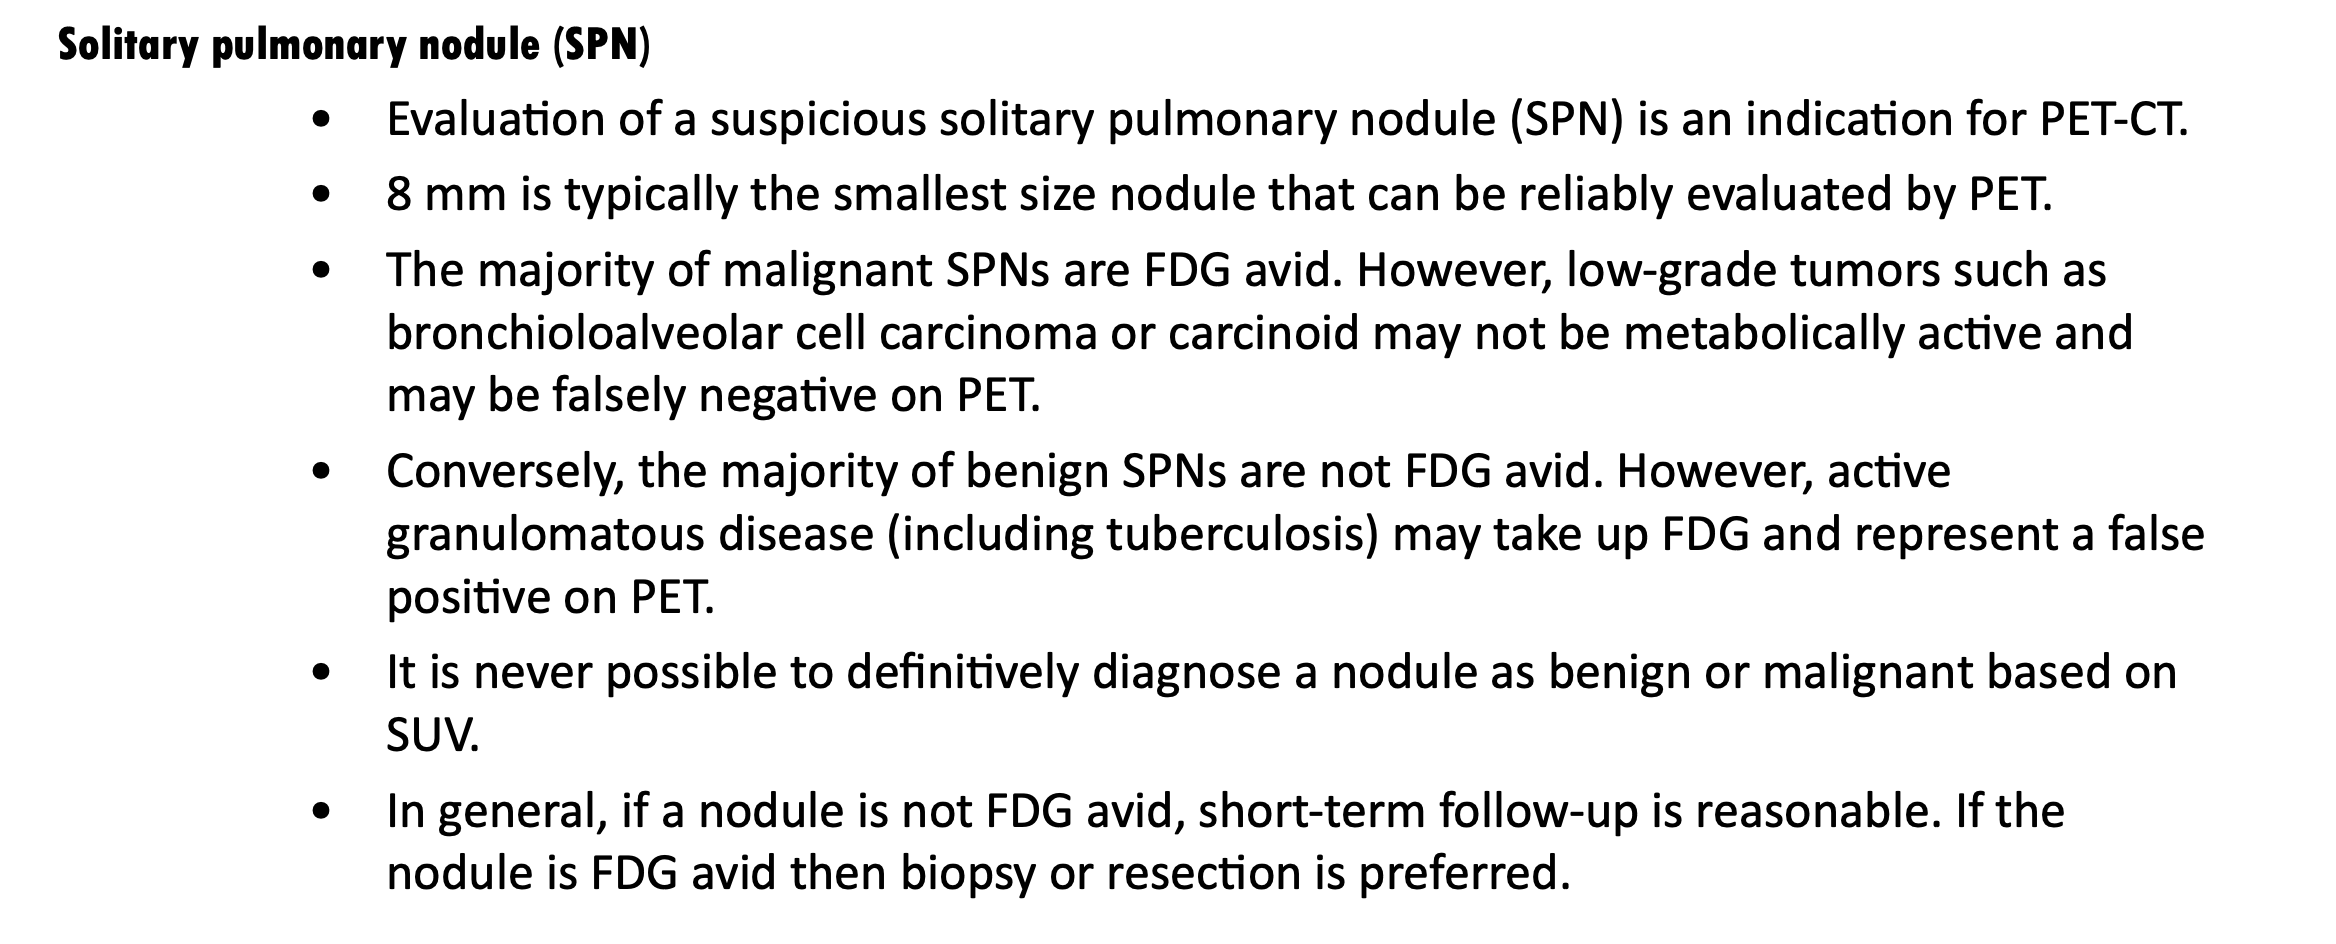 Solitary pulmonary nodule (SPN)
• Evaluation of a suspicious solitary pulmonary nodule (SPN) is an indication for PET-CT.
• 8 mm is typically the smallest size nodule that can be reliably evaluated by PET.
• The majority of malignant SPNs are FDG avid. However, low-grade tumors such as
bronchioloalveolar cell carcinoma or carcinoid may not be metabolically active and
may be falsely negative on PET.
• Conversely, the majority of benign SPNs are not FDG avid. However, active
granulomatous disease (including tuberculosis) may take up FDG and represent a false
positive on PET.
• It is never possible to definitively diagnose a nodule as benign or malignant based on
SUV.
• In general, if a nodule is not FDG avid, short-term follow-up is reasonable. If the
nodule is FDG avid then biopsy or resection is preferred.